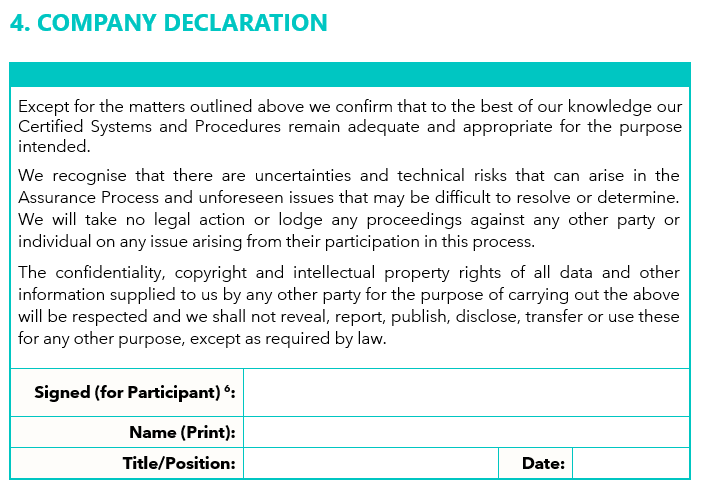 4. COMPANY DECLARATION
Except for the matters outlined above we confirm that to the best of our knowledge our
Certified Systems and Procedures remain adequate and appropriate for the purpose
intended.
We recognise that there are uncertainties and technical risks that can arise in the
Assurance Process and unforeseen issues that may be difficult to resolve or determine.
We will take no legal action or lodge any proceedings against any other party or
individual on any issue arising from their participation in this process.
The confidentiality, copyright and intellectual property rights of all data and other
information supplied to us by any other party for the purpose of carrying out the above
will be respected and we shall not reveal, report, publish, disclose, transfer or use these
for any other purpose, except as required by law.
Signed (for Participant) ⁶:
Name (Print):
Title/Position: Date: